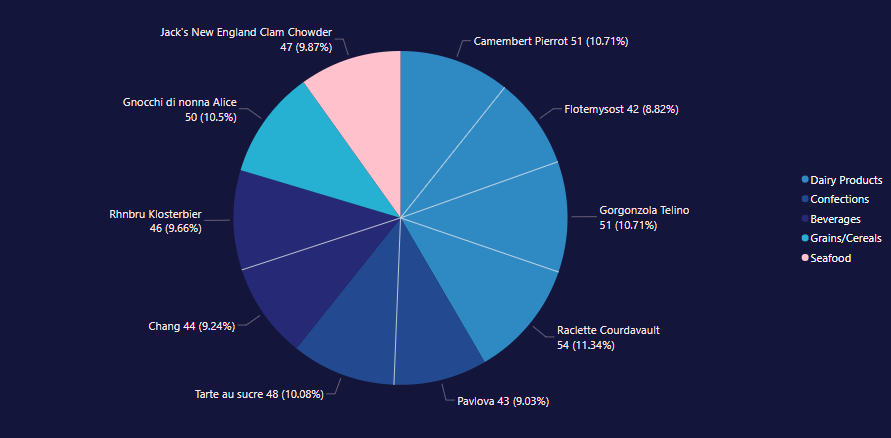 Jack's New England Clam Chowder
47 (9.87%)
Camembert Pierrot 51 (10.71%)
Gnocchi di nonna Alice
50 (10.5%)
Flotemysost 42 (8.82%)
Rhnbru Klosterbier
46 (9.66%)
Gorgonzola Telino
51 (10.71%)
Chang 44 (9.24%)
Raclette Courdavault
54 (11.34%)
Tarte au sucre 48 (10.08%)
Pavlova 43 (9.03%)
Dairy Products
Confections
Beverages
Grains/Cereals
Seafood